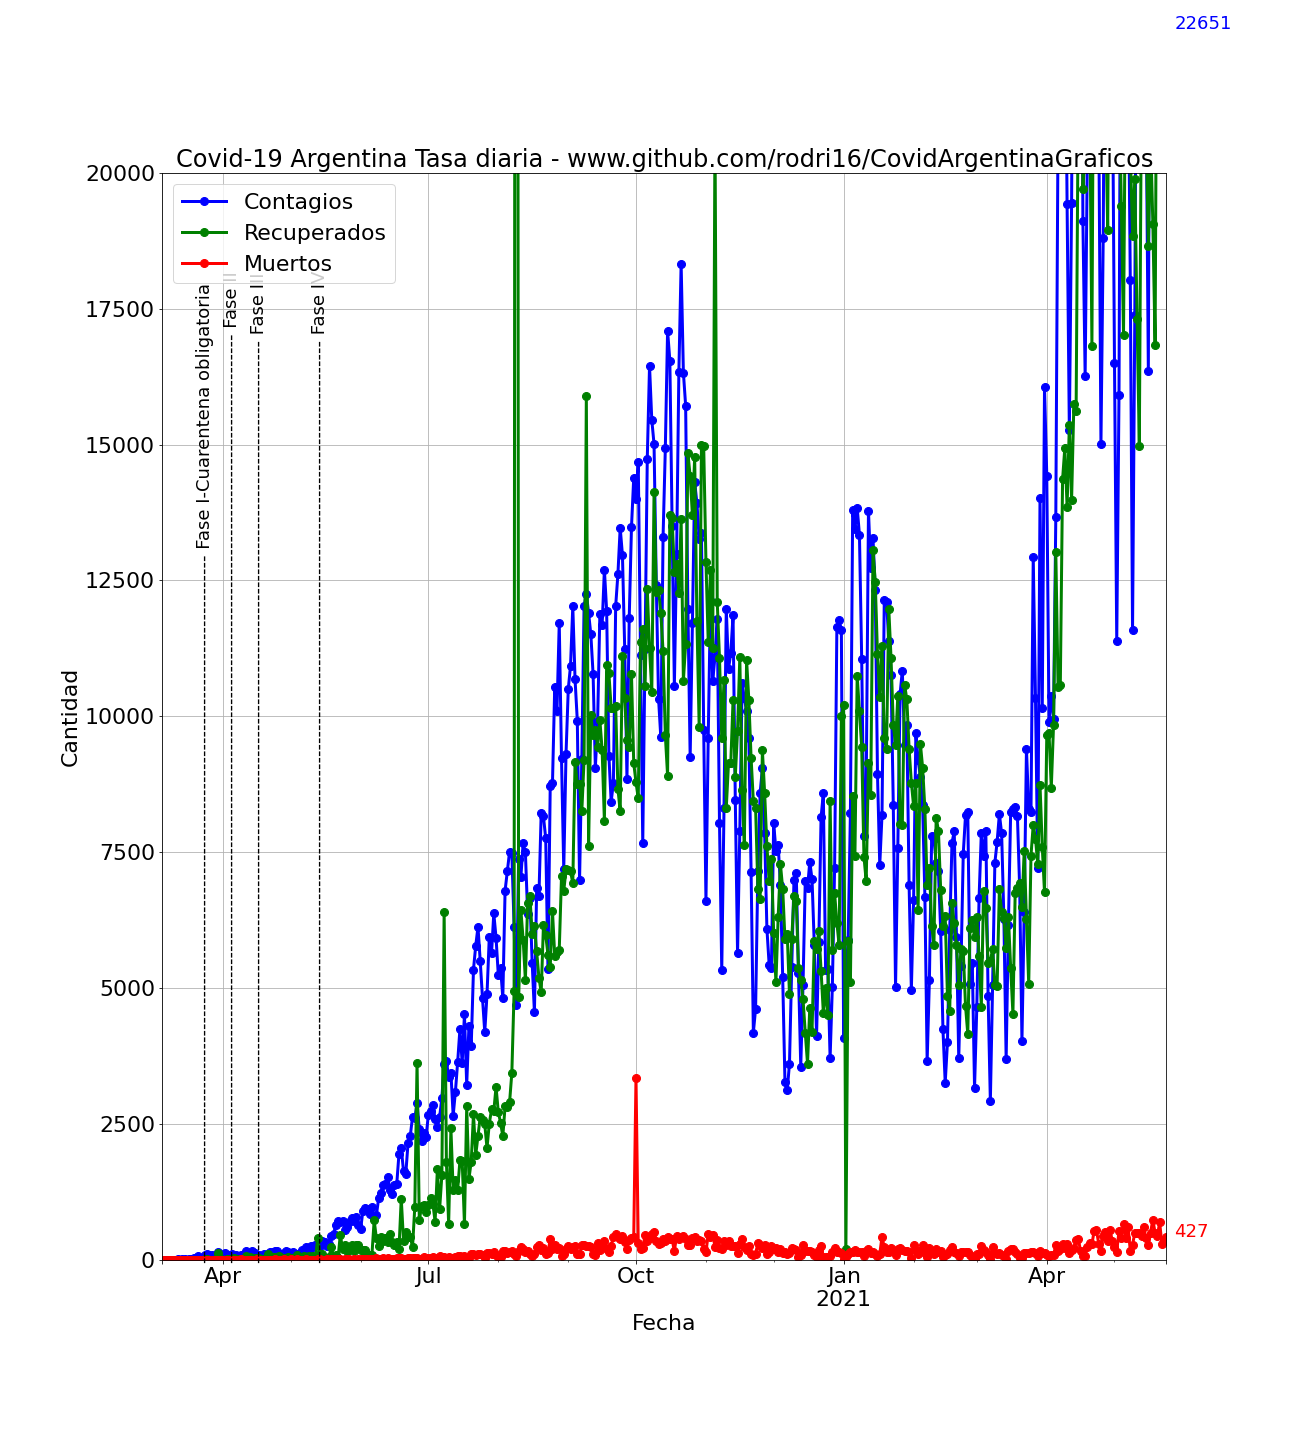 22651
Covid-19 Argentina Tasa diaria - www.github.com/rodri16/CovidArgentinaGraficos
20000
17500
15000
12500
10000
7500
5000
2500
0
Cantidad
Contagios
Recuperados
Muertos
Fase I-Cuarentena obligatoria
Fase II
Fase III
Fase IV
427
Apr
Jul
Oct
Jan
2021
Apr
Fecha